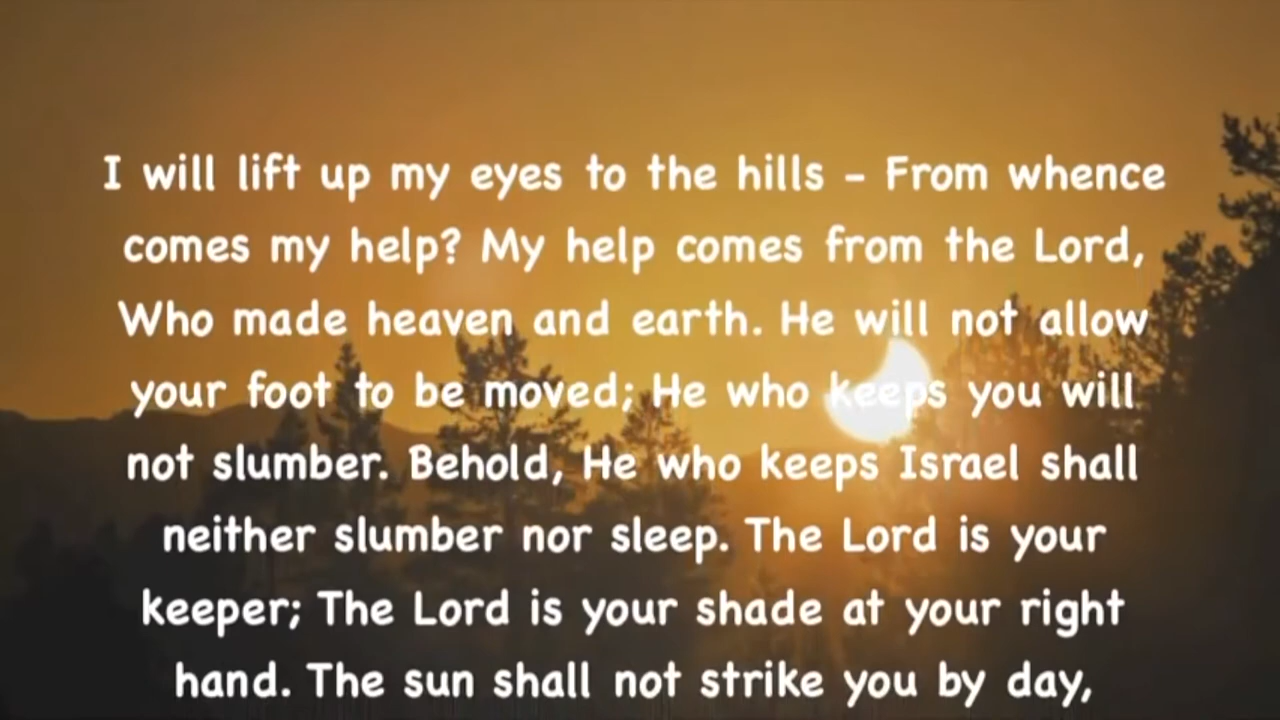 I will lift up my eyes to the hills – From whence
comes my help? My help comes from the Lord,
Who made heaven and earth. He will not allow
your foot to be moved; He who keeps you will
not slumber. Behold, He who keeps Israel shall
neither slumber nor sleep. The Lord is your
keeper; The Lord is your shade at your right
hand. The sun shall not strike you by day,